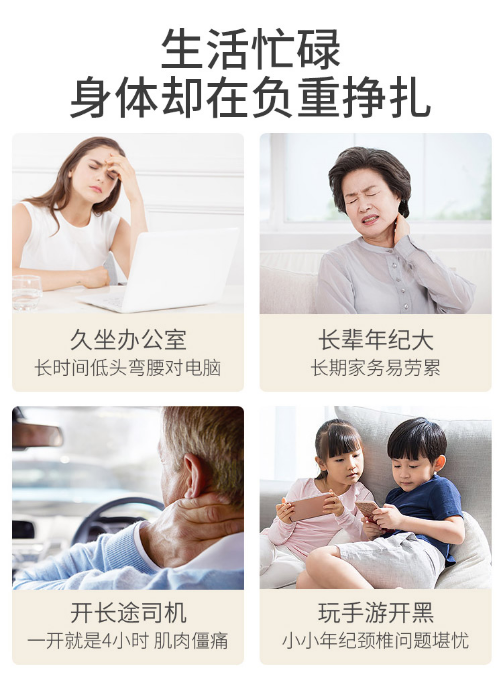 生活忙碌
身体却在负重挣扎
久坐办公室
长时间低头弯腰对电脑
长辈年纪大
长期家务易劳累
开长途司机
一开就是4小时 肌肉僵痛
玩手游开黑
小小年纪颈椎问题堪忧